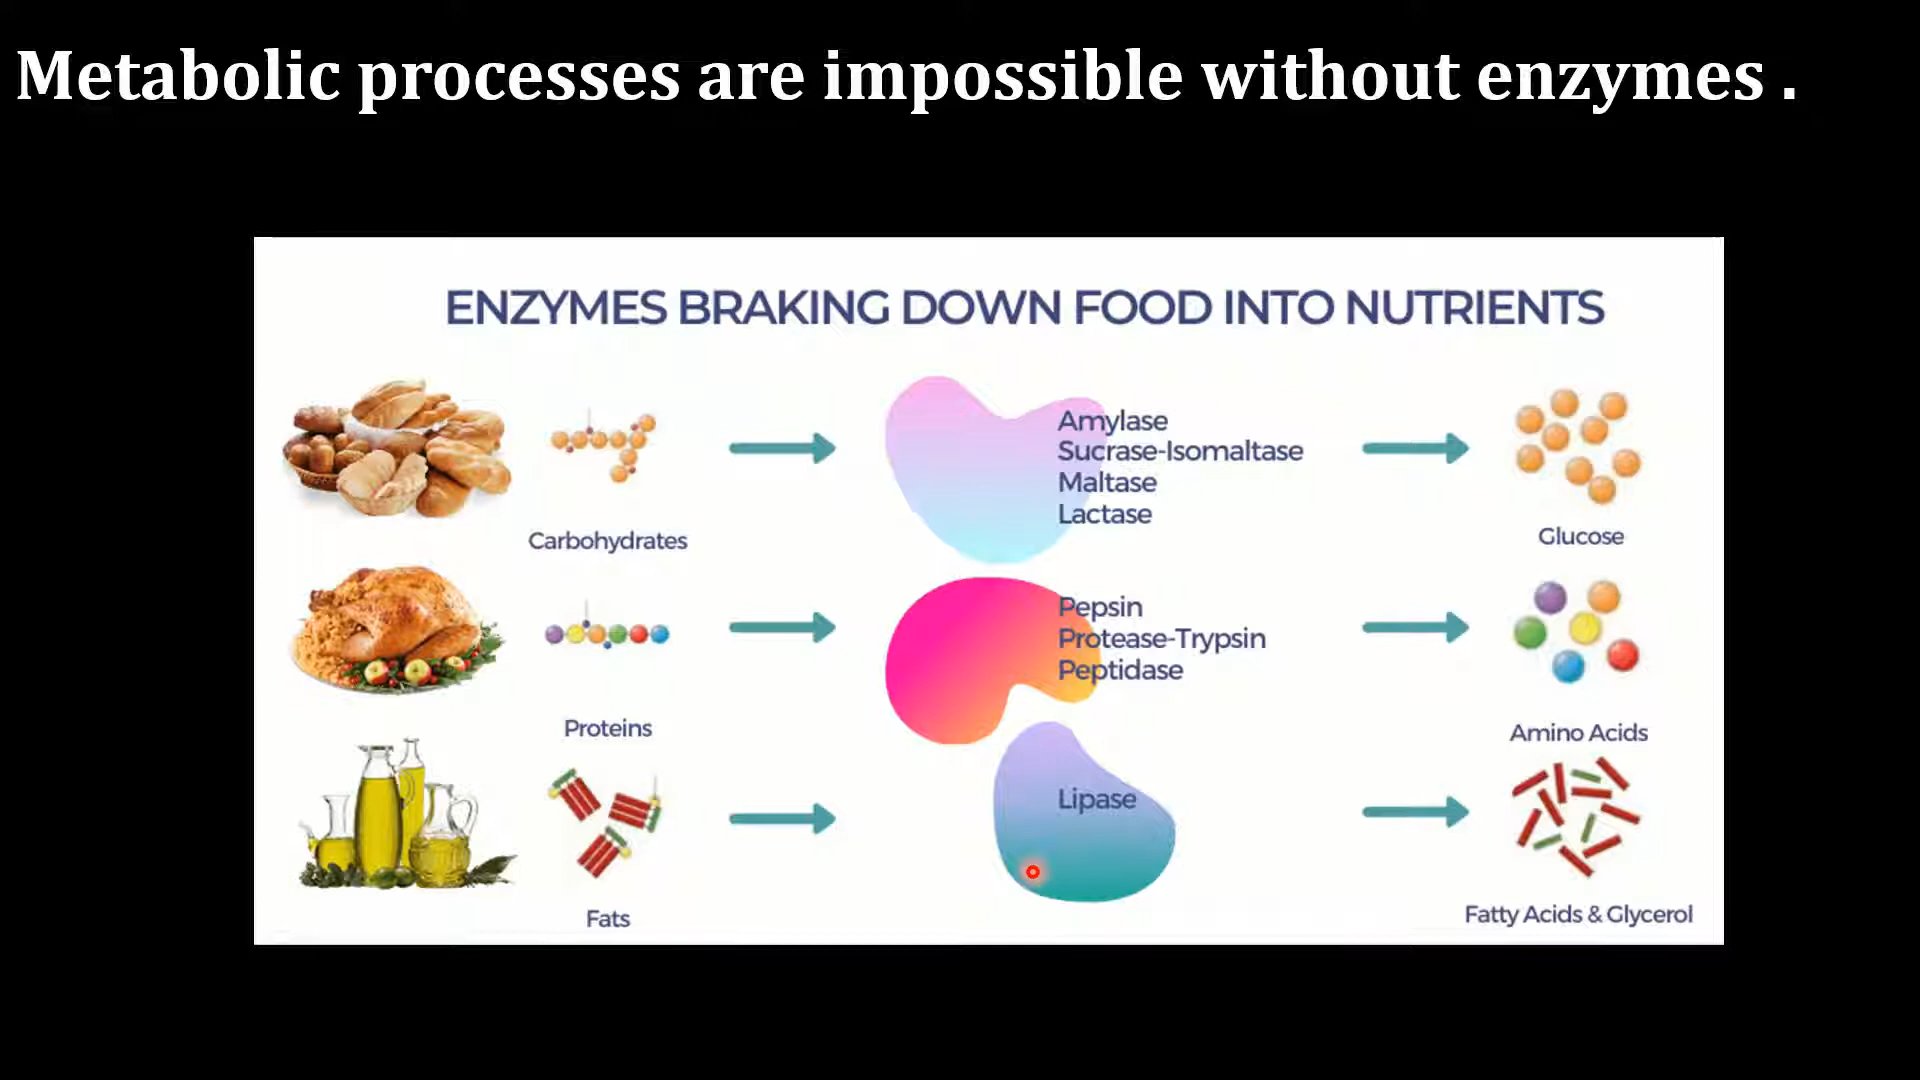 Metabolic processes are impossible without enzymes .
ENZYMES BRAKING DOWN FOOD INTO NUTRIENTS
Carbohydrates
Amylase
Sucrase-Isomaltase
Maltase
Lactase
Glucose
Proteins
Pepsin
Protease-Trypsin
Peptidase
Amino Acids
Fats
Lipase
Fatty Acids & Glycerol